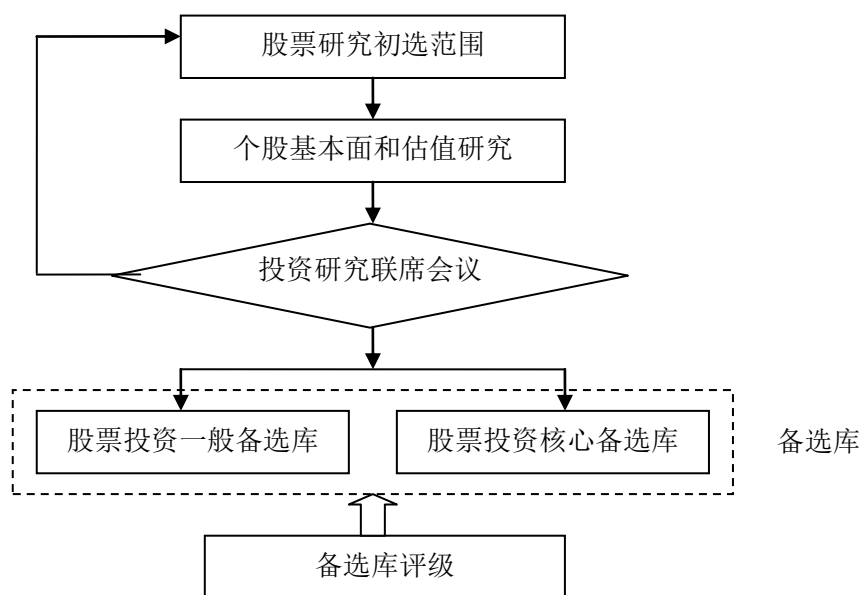 股票研究初选范围
个股基本面和估值研究
投资研究联席会议
股票投资一般备选库
股票投资核心备选库
备选库
备选库评级